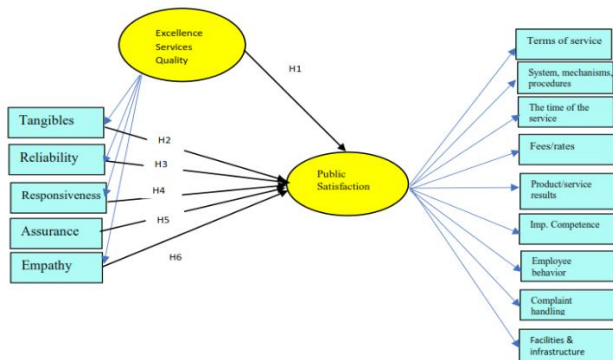 Excellence
Services
Quality
H1
Tangibles
H2
Reliability
H3
Responsiveness
H4
Assurance
H5
Empathy
H6
Public
Satisfaction
Terms of service
System, mechanisms,
procedures
The time of the
service
Fees/rates
Product/service
results
Imp. Competence
Employee
behavior
Complaint
handling
Facilities &
infrastructure